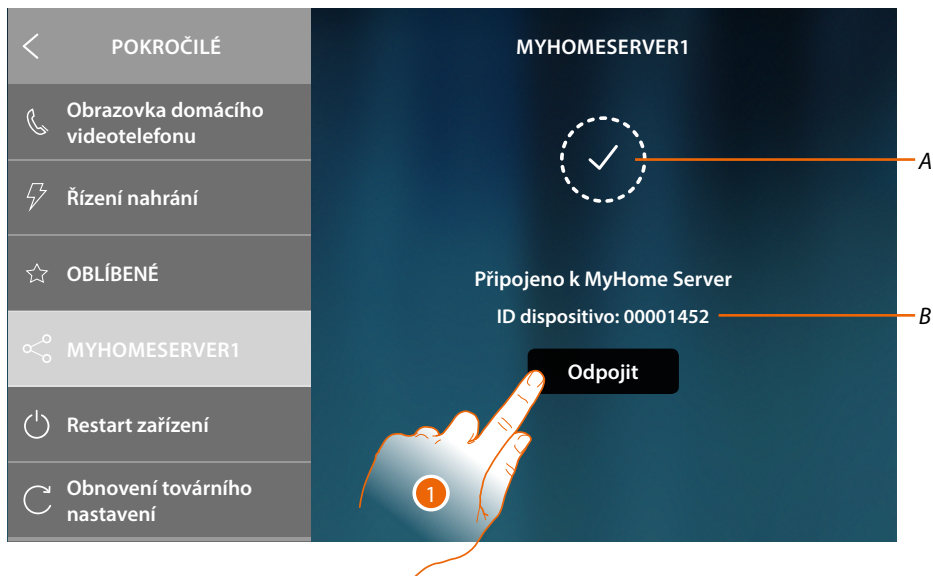 POKROČILÉ
Obrazovka domácího
videotelefonu
Řízení nahrání
OBLÍBENÉ
MYHOMESERVER1
Restart zařízení
Obnovení továrního
nastavení
MYHOMESERVER1
A
Připojeno k MyHome Server
ID dispositivo: 00001452
B
Odpojit
1